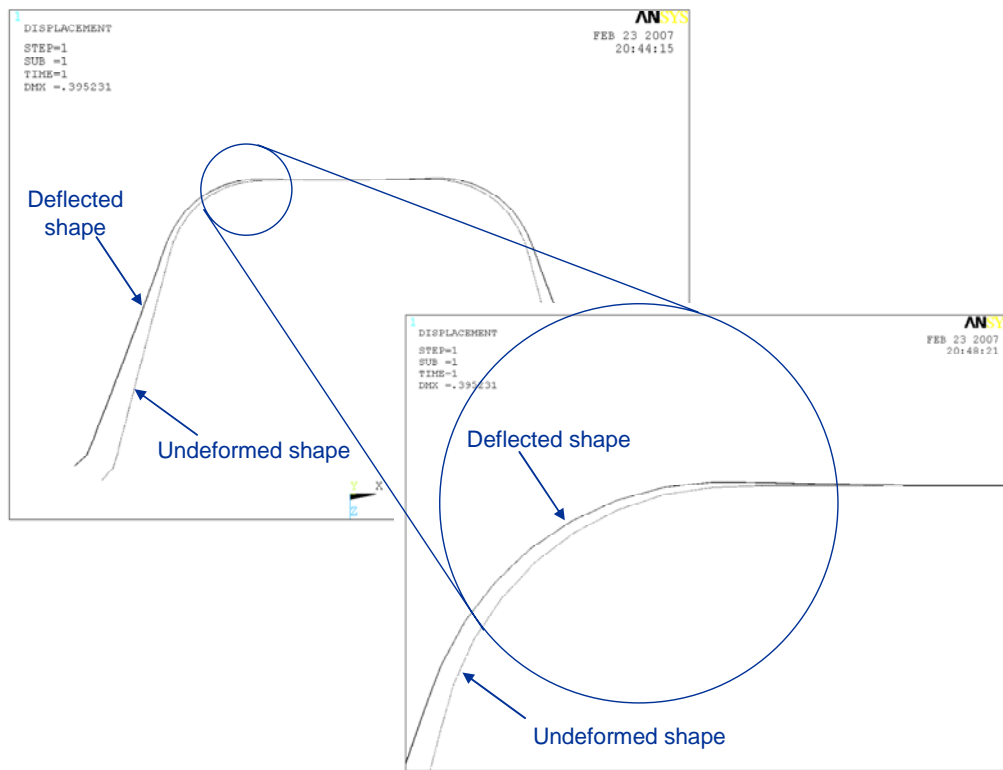 1
ANSYS
DISPLACEMENT
STEP=1
SUB =1
TIME=1
DMX =.395231
FEB 23 2007
20:44:15
Deflected
shape
Undeformed shape
Y
X
Z
1
ANSYS
DISPLACEMENT
STEP=1
SUB =1
TIME=1
DMX =.395231
FEB 23 2007
20:48:21
Deflected shape
Undeformed shape